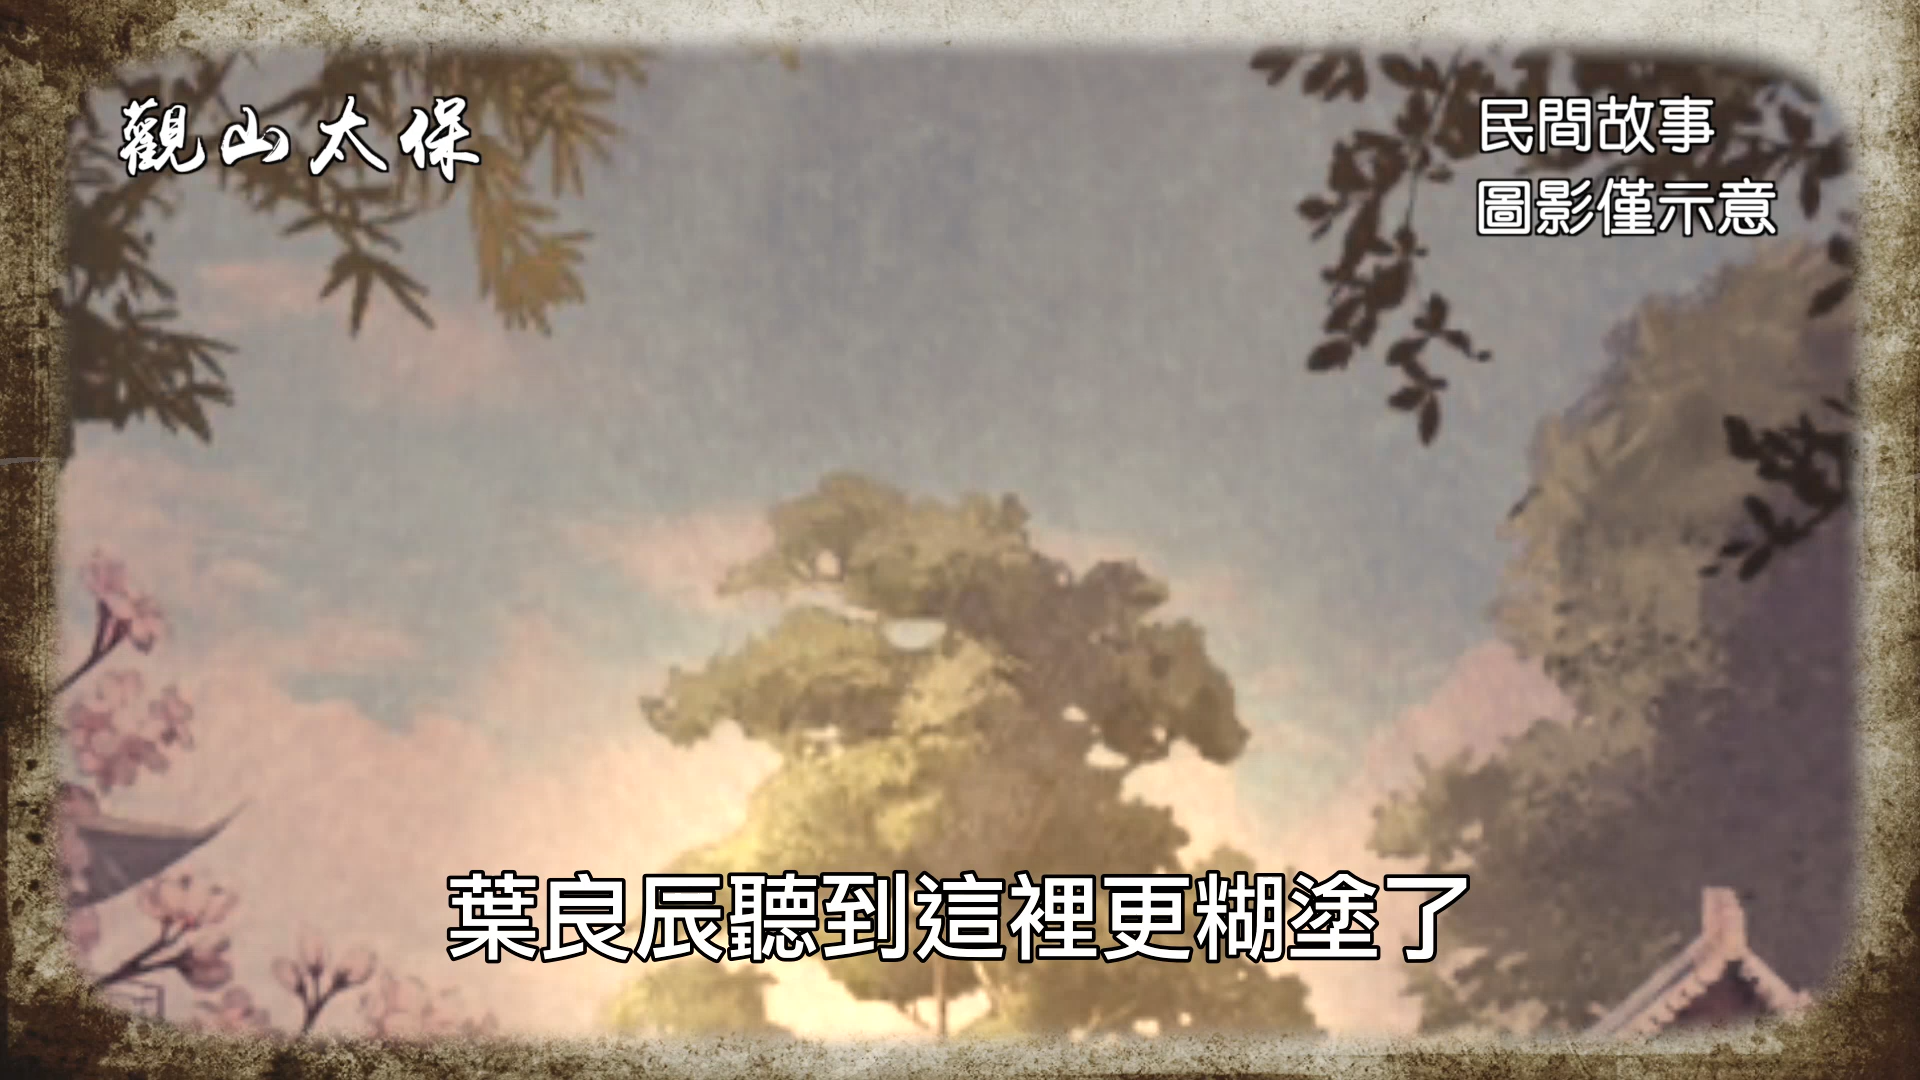 觀山太保
民間故事
圖影僅示意
葉良辰聽到這裡更糊塗了